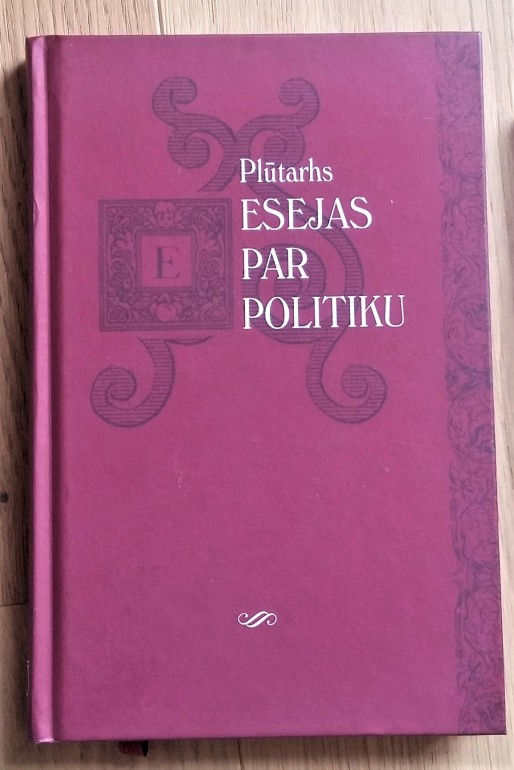 Plūtarhs
ESEJAS
PAR
POLITIKU
E